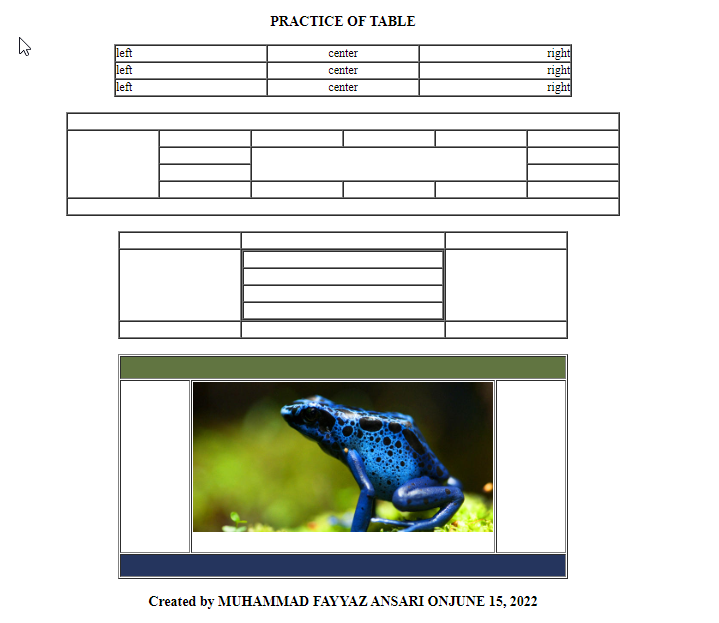 PRACTICE OF TABLE
left center right
left center right
left center right
Created by MUHAMMAD FAYYAZ ANSARI ONJUNE 15, 2022